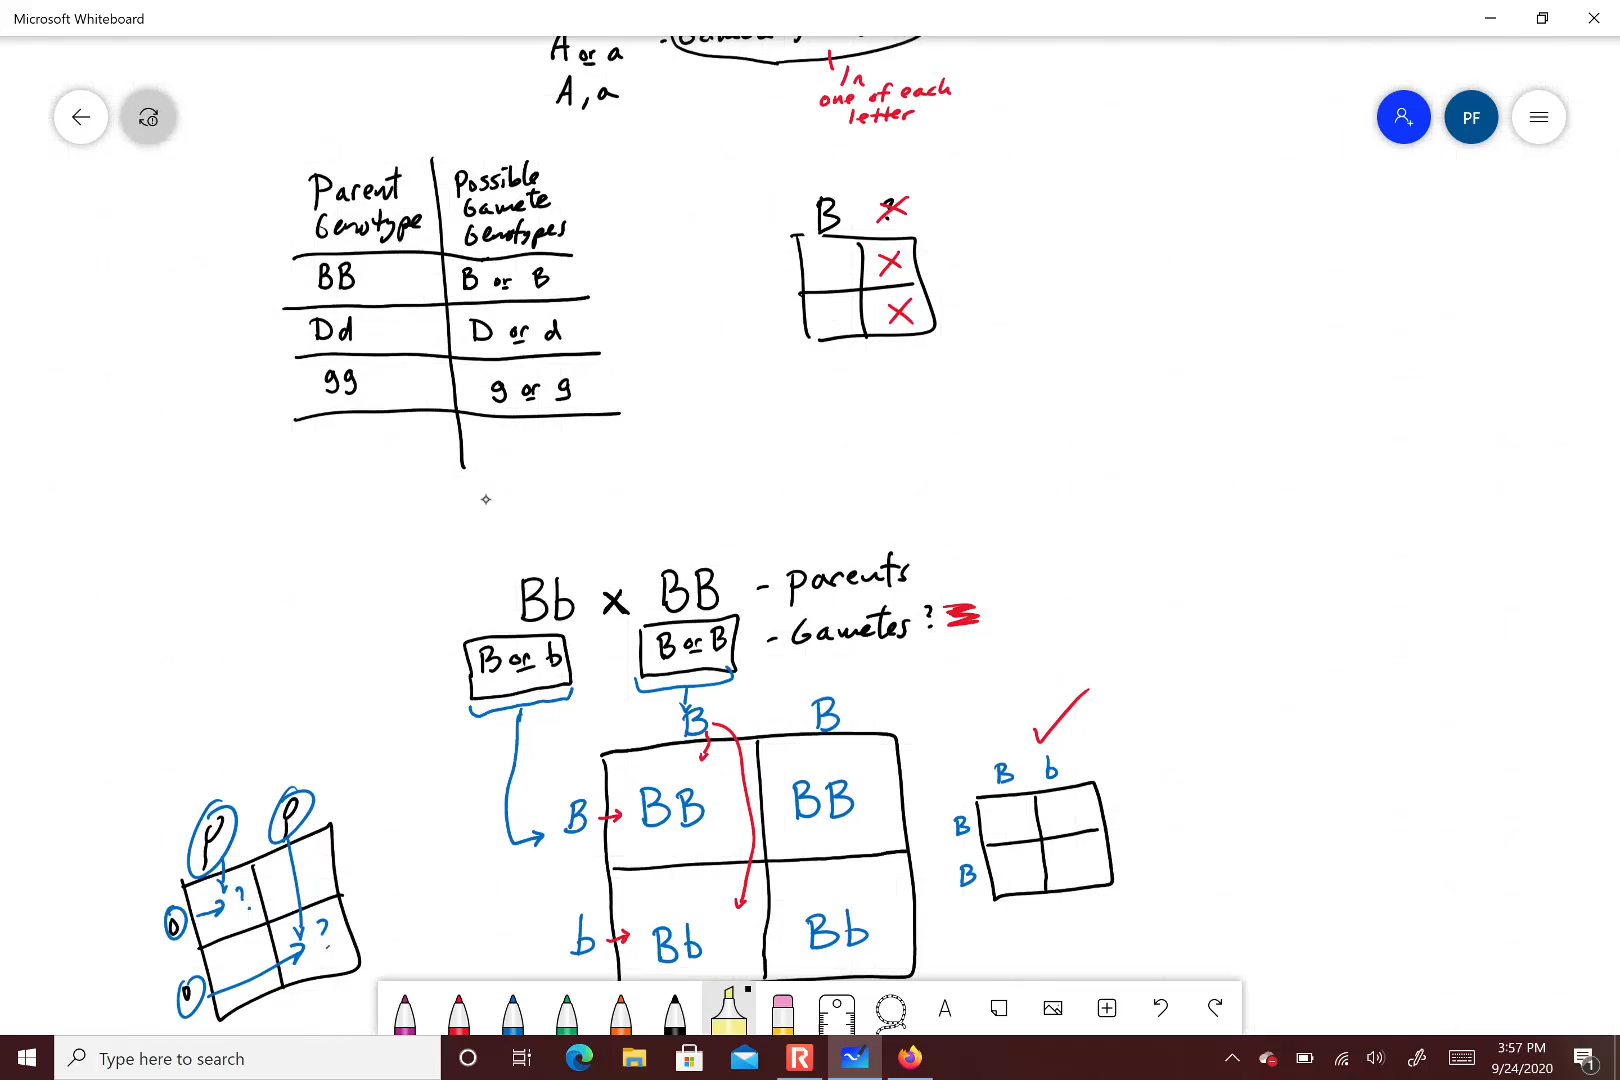 Microsoft Whiteboard
A or a
A, a
1n
one of each
letter
PF
Parent
Genotype
Possible
Gamete
Genotypes
BB
B or B
Dd
D or d
gg
g or g
B
?
Bb x BB - Parents
B or b
B or B
- Gametes ?
B B
B BB BB
b Bb Bb
B b
B
B
P P
?
?
A
Type here to search
3:57 PM
9/24/2020
1